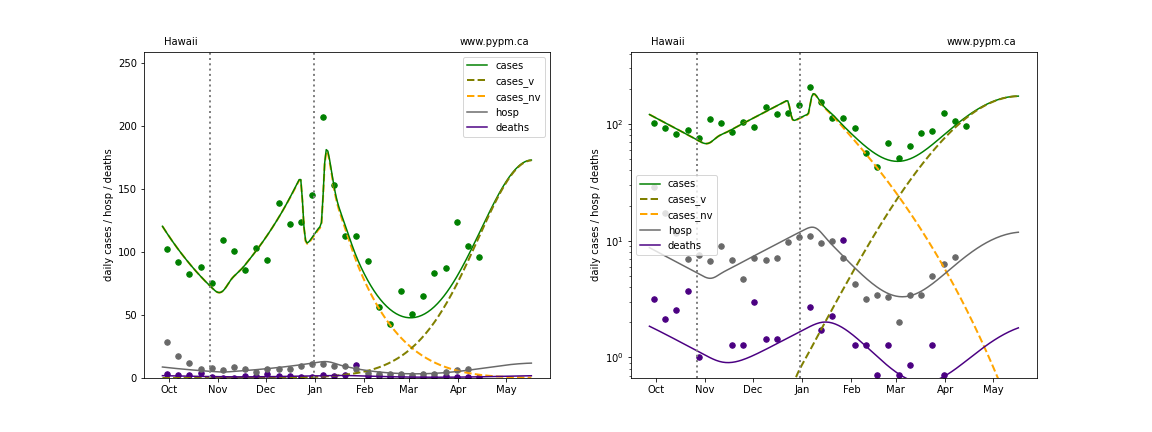 Hawaii
www.pypm.ca
daily cases / hosp / deaths
250
200
150
100
50
0
Oct
Nov
Dec
Jan
Feb
Mar
Apr
May
cases
cases_v
cases_nv
hosp
deaths
Hawaii
www.pypm.ca
daily cases / hosp / deaths
10²
10¹
10⁰
Oct
Nov
Dec
Jan
Feb
Mar
Apr
May
cases
cases_v
cases_nv
hosp
deaths